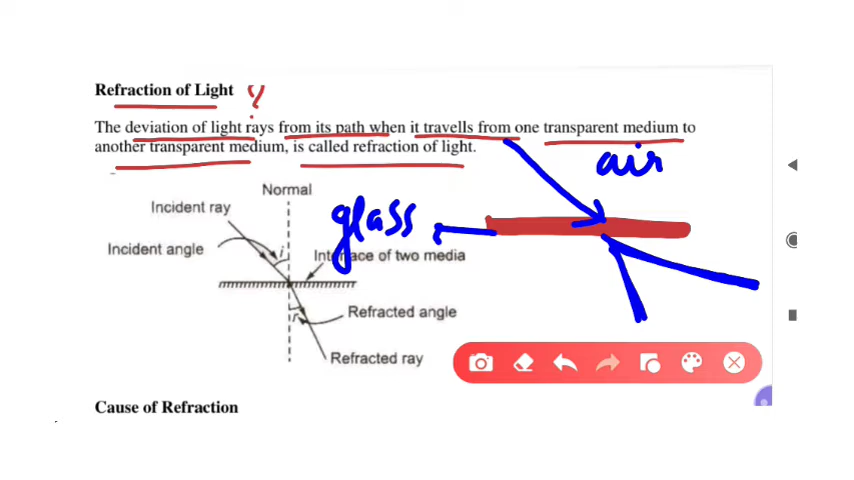 Refraction of Light ?
The deviation of light rays from its path when it travells from one transparent medium to
another transparent medium, is called refraction of light.
air
Normal
Incident ray
glass
Incident angle
i
Interface of two media
r
Refracted angle
Refracted ray
Cause of Refraction